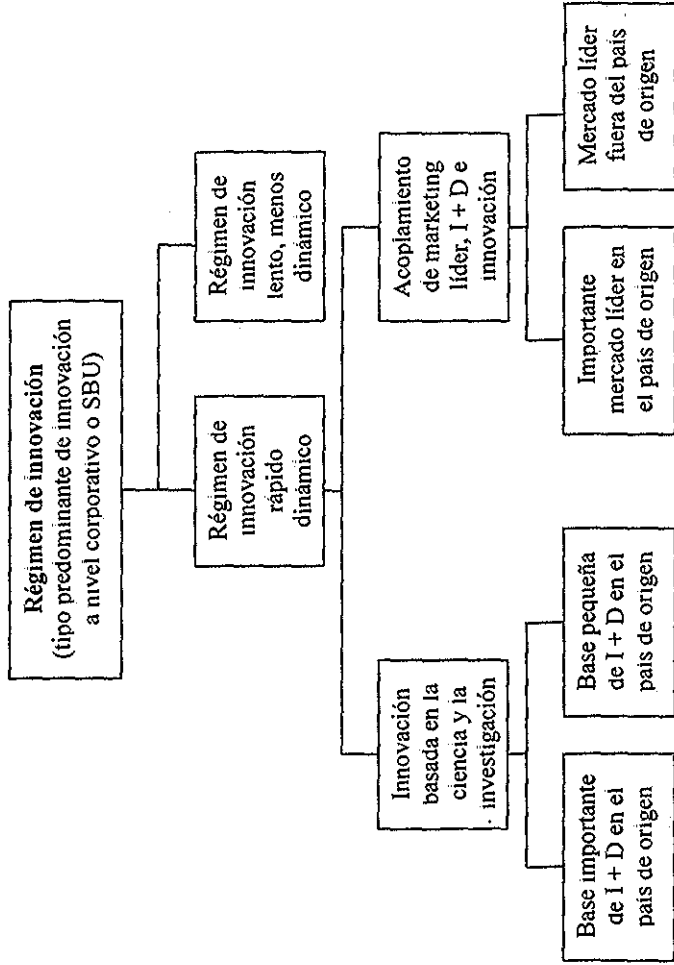 Régimen de innovación
(tipo predominante de innovación
a nivel corporativo o SBU)
Régimen de
innovación
rápido
dinámico
Régimen de
innovación
lento, menos
dinámico
Innovación
basada en la
ciencia y la
investigación
Acoplamiento
de marketing
líder, I + D e
innovación
Base importante
de I + D en el
país de origen
Base pequeña
de I + D en el
país de origen
Importante
mercado líder en
el país de origen
Mercado líder
fuera del país
de origen